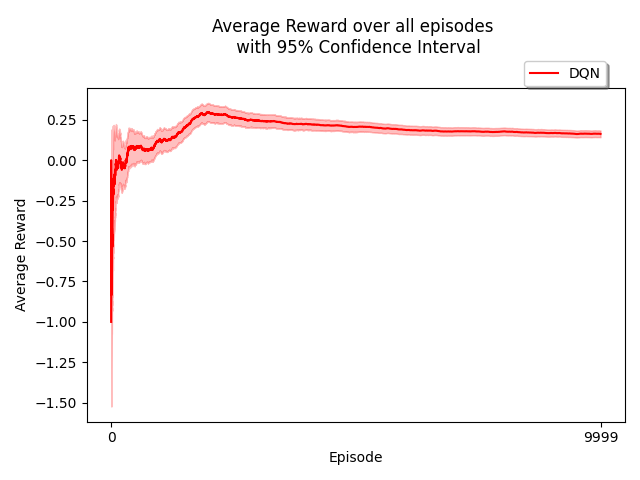 Average Reward over all episodes
with 95% Confidence Interval
DQN
0.25
0.00
−0.25
−0.50
−0.75
−1.00
−1.25
−1.50
Average Reward
0
9999
Episode